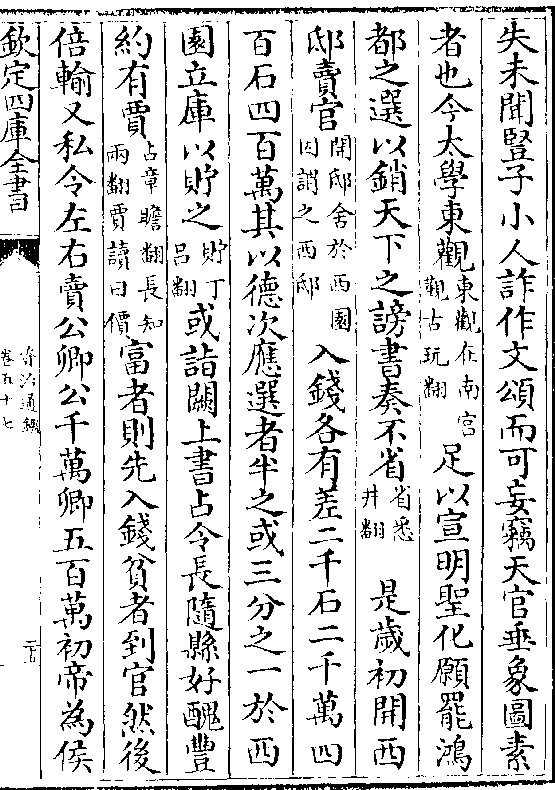 失未聞豎子小人詐作文頌而可妄竊天官垂象圖素
者也今太學東觀東觀在南宮觀古玩翻足以宣明聖化願罷鴻
都之選以銷天下之謗書奏不省省悉井翻 是歲初開西
邸賣官開邸舍於西園因謂之西邸入錢各有差二千石二千萬四
百石四百萬其以德次應選者半之或三分之一於西
園立庫以貯之貯丁呂翻或詣闕上書占令長隨縣好醜豐
約有賈占章瞻翻長知兩翻賈讀曰價富者則先入錢貧者到官然後
倍輸又私令左右賣公卿公千萬卿五百萬初帝為侯
欽定四庫全書
資治通鑑
卷五十七